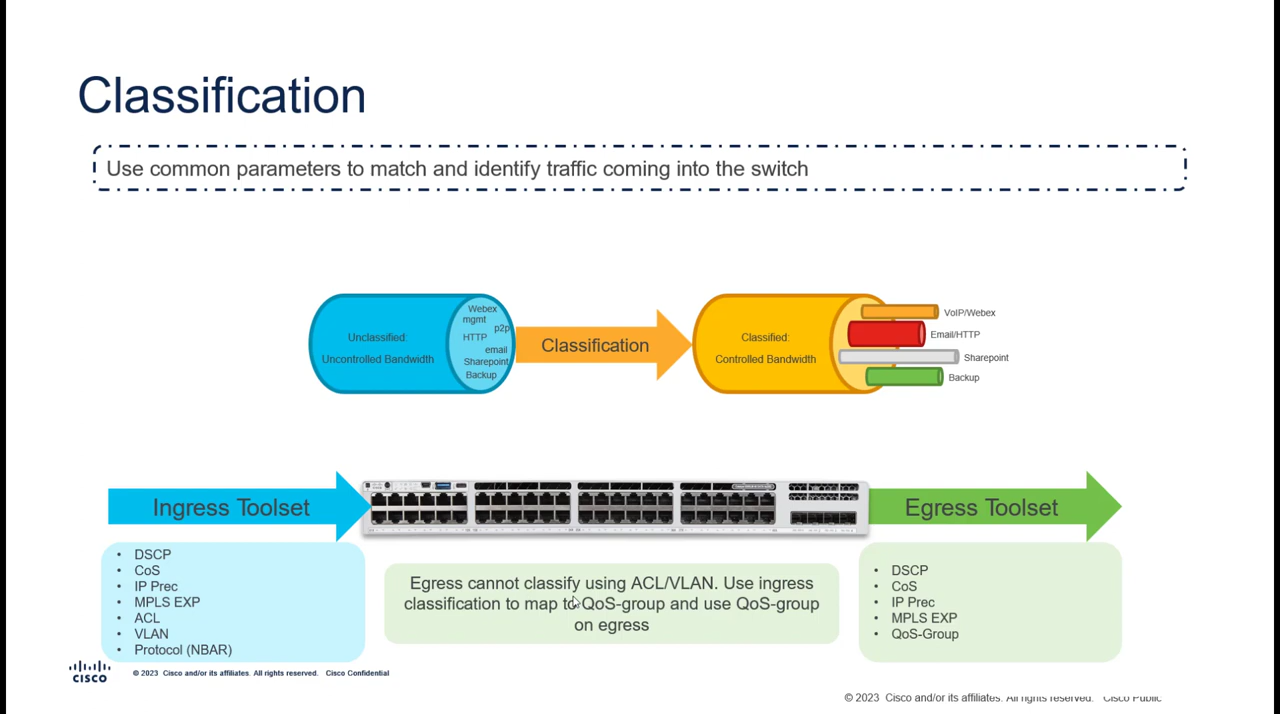 Classification
Use common parameters to match and identify traffic coming into the switch
Unclassified:
Uncontrolled Bandwidth
Webex
mgmt
p2p
HTTP
email
Sharepoint
Backup
Classification
Classified:
Controlled Bandwidth
VoIP/Webex
Email/HTTP
Sharepoint
Backup
Ingress Toolset
Egress Toolset
• DSCP
• CoS
• IP Prec
• MPLS EXP
• ACL
• VLAN
• Protocol (NBAR)
Egress cannot classify using ACL/VLAN. Use ingress
classification to map to QoS-group and use QoS-group
on egress
• DSCP
• CoS
• IP Prec
• MPLS EXP
• QoS-Group
CISCO
© 2023 Cisco and/or its affiliates. All rights reserved. Cisco Confidential
© 2023 Cisco and/or its affiliates. All rights reserved. Cisco Public